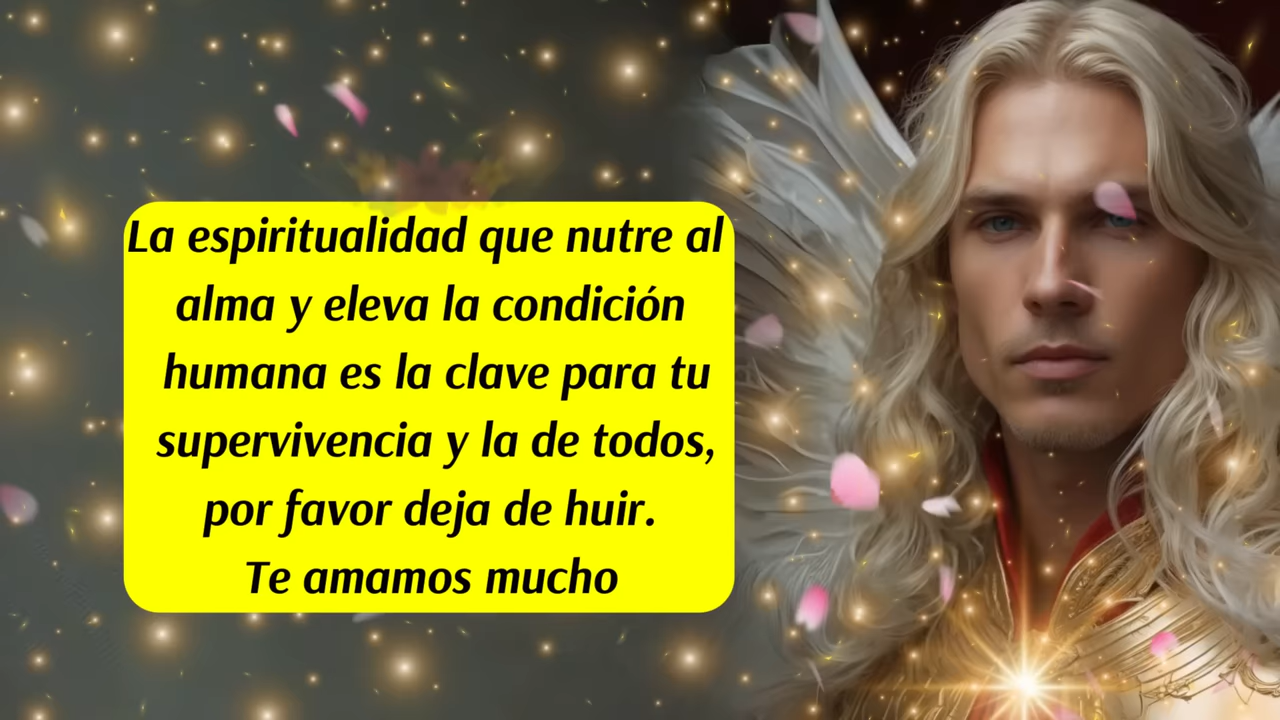 La espiritualidad que nutre al
alma y eleva la condición
humana es la clave para tu
supervivencia y la de todos,
por favor deja de huir.
Te amamos mucho